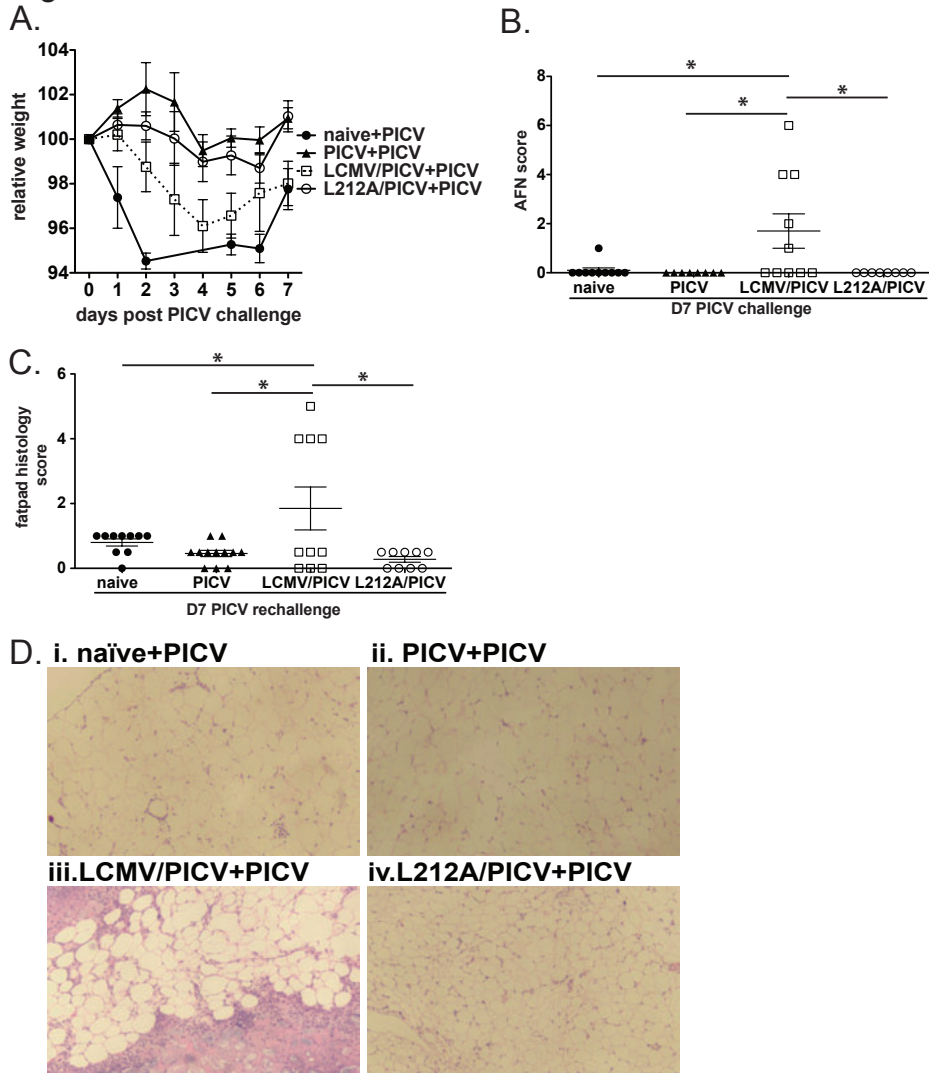 A.
104
102
100
98
96
94
relative weight
0 1 2 3 4 5 6 7
days post PICV challenge
naive+PICV
PICV+PICV
LCMV/PICV+PICV
L212A/PICV+PICV
B.
8
6
4
2
0
AFN score
*
*
*
naive PICV LCMV/PICV L212A/PICV
D7 PICV challenge
C.
6
4
2
0
fatpad histology
score
*
*
*
naive PICV LCMV/PICV L212A/PICV
D7 PICV rechallenge
D.
i. naïve+PICV
ii. PICV+PICV
iii.LCMV/PICV+PICV
iv.L212A/PICV+PICV